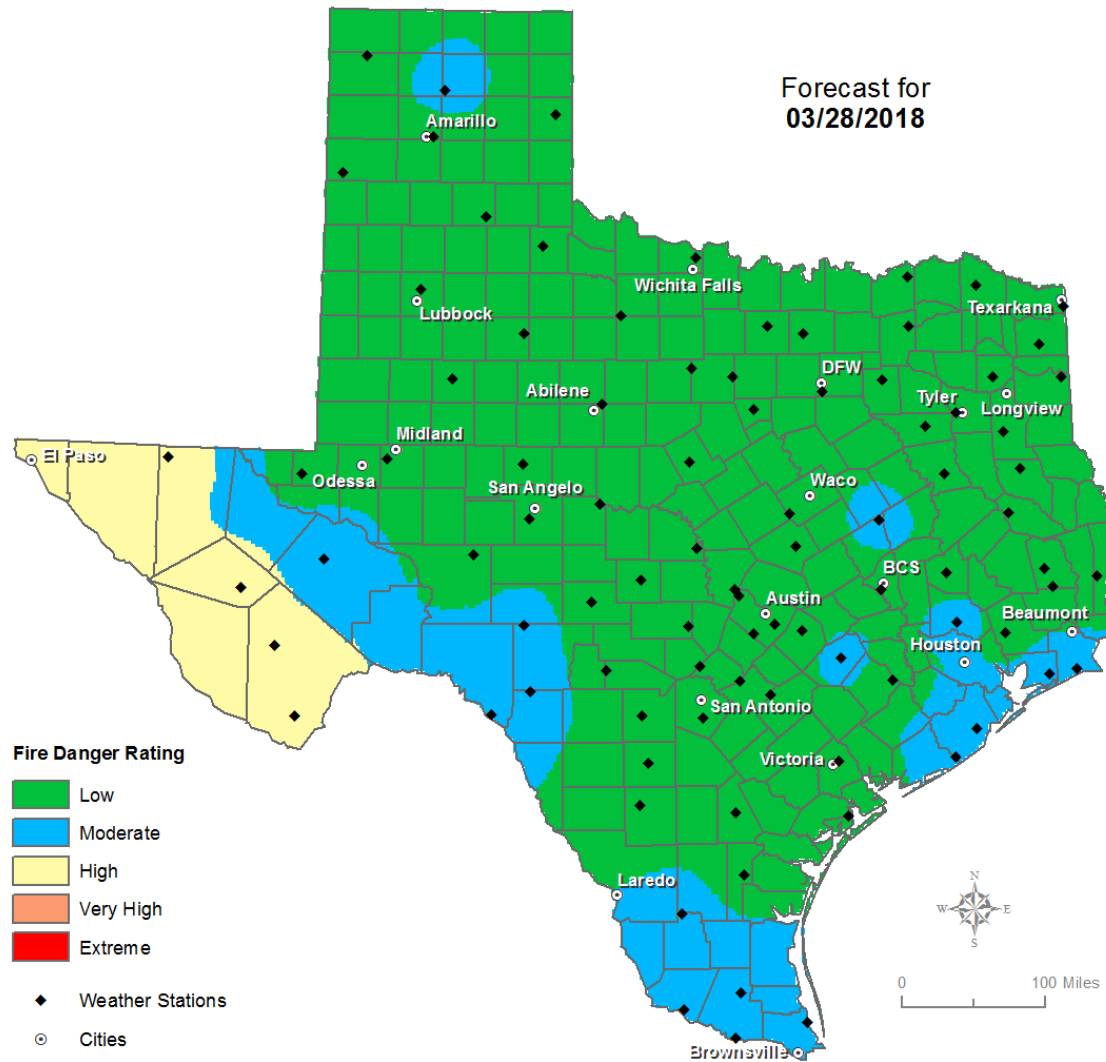 Forecast for
03/28/2018
Amarillo
Wichita Falls
Lubbock
Texarkana
DFW
Abilene
Tyler
Longview
Midland
El Paso
Odessa
San Angelo
Waco
BCS
Austin
Beaumont
Houston
San Antonio
Victoria
Fire Danger Rating
Low
Moderate
High
Very High
Extreme
Weather Stations
Cities
Laredo
N
W E
S
0 100 Miles
Brownsville